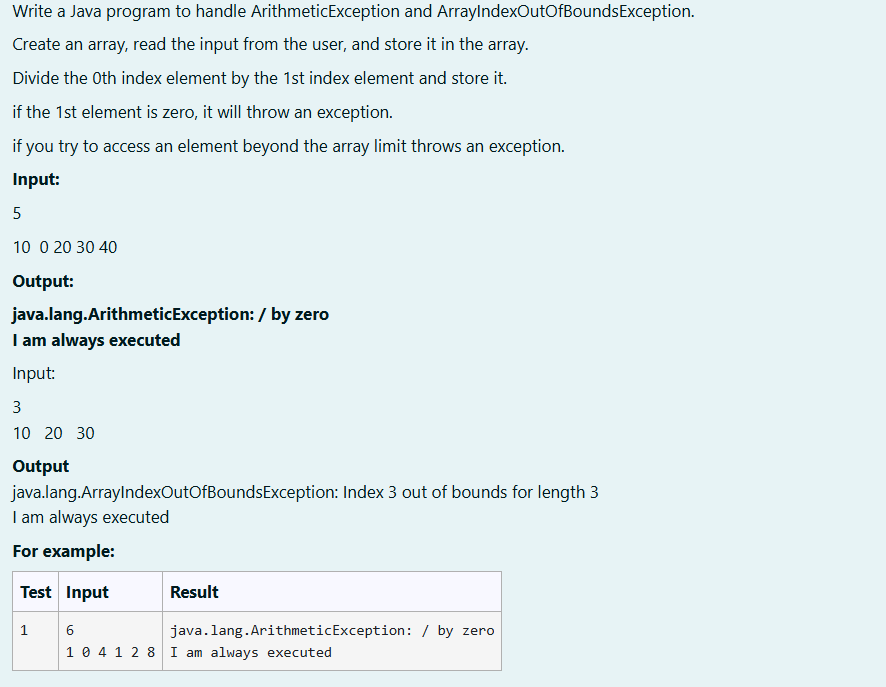 Write a Java program to handle ArithmeticException and ArrayIndexOutOfBoundsException.
Create an array, read the input from the user, and store it in the array.
Divide the 0th index element by the 1st index element and store it.
if the 1st element is zero, it will throw an exception.
if you try to access an element beyond the array limit throws an exception.
Input:
5
10  0 20 30 40
Output:
java.lang.ArithmeticException: / by zero
I am always executed
Input:
3
10   20   30
Output
java.lang.ArrayIndexOutOfBoundsException: Index 3 out of bounds for length 3
I am always executed
For example:
Test Input Result
1 6 java.lang.ArithmeticException: / by zero
1 0 4 1 2 8 I am always executed